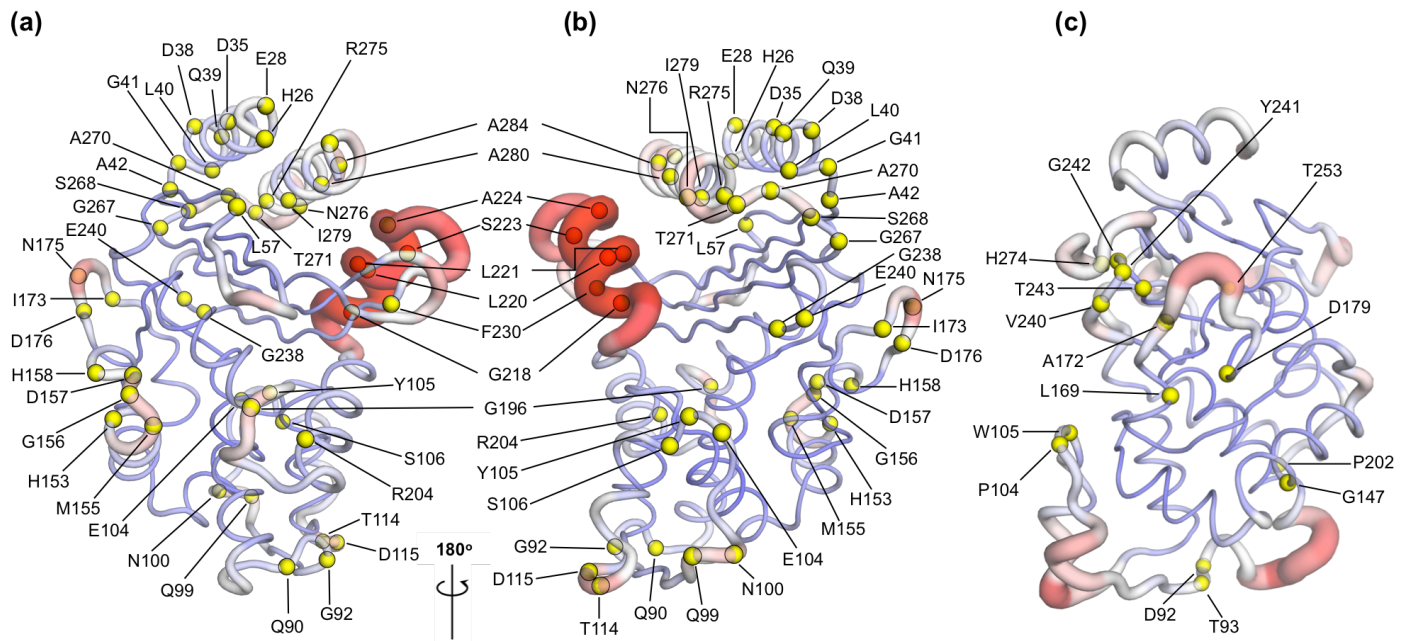 (a)
(b)
(c)
D38
D35
Q39
E28
R275
G41
L40
H26
A270
A42
S268
G267
E240
N175
I173
D176
H158
D157
G156
H153
M155
E104
N100
Q99
Q90
G92
D115
T114
R204
S106
Y105
G238
L57
T271
I279
N276
A284
A280
A224
S223
L221
L220
F230
G218
G196
180º
N276
I279
R275
E28
H26
D35
Q39
D38
L40
G41
A270
A42
S268
G267
G238
E240
N175
I173
D176
H158
D157
G156
H153
M155
E104
N100
Q99
Q90
T114
D115
G92
S106
Y105
R204
T271
L57
Y241
G242
T253
H274
T243
V240
A172
D179
L169
W105
P104
P202
G147
D92
T93